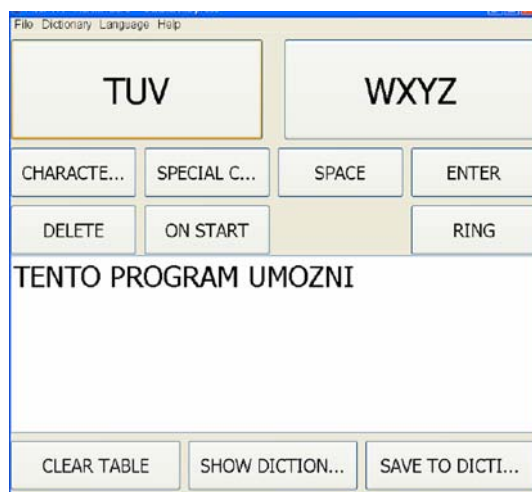 File Dictionary Language Help
TUV WXYZ
CHARACTE... SPECIAL C... SPACE ENTER
DELETE ON START RING
TENTO PROGRAM UMOZNI
CLEAR TABLE SHOW DICTION... SAVE TO DICTI...